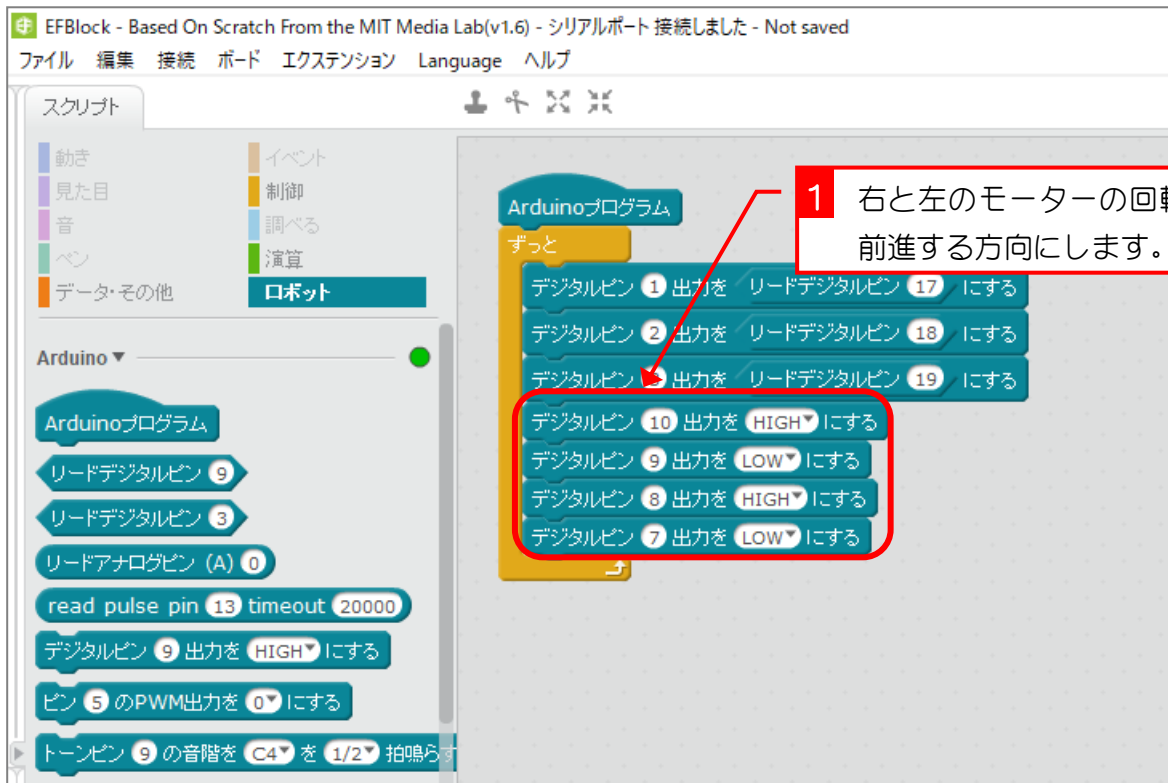 EFBlock - Based On Scratch From the MIT Media Lab(v1.6) - シリアルポート 接続しました - Not saved
ファイル 編集 接続 ボード エクステンション Language ヘルプ
スクリプト
動き イベント
見た目 制御
音 調べる
ペン 演算
データ・その他 ロボット
Arduino
Arduinoプログラム
リードデジタルピン 9
リードデジタルピン 3
リードアナログピン (A) 0
read pulse pin 13 timeout 20000
デジタルピン 9 出力を HIGH にする
ピン 5 のPWM出力を 0 にする
トーンピン 9 の音階を C4 を 1/2 拍鳴らす
Arduinoプログラム
ずっと
デジタルピン 1 出力を リードデジタルピン 17 にする
デジタルピン 2 出力を リードデジタルピン 18 にする
デジタルピン 出力を リードデジタルピン 19 にする
デジタルピン 10 出力を HIGH にする
デジタルピン 9 出力を LOW にする
デジタルピン 8 出力を HIGH にする
デジタルピン 7 出力を LOW にする
1 右と左のモーターの回転
前進する方向にします。